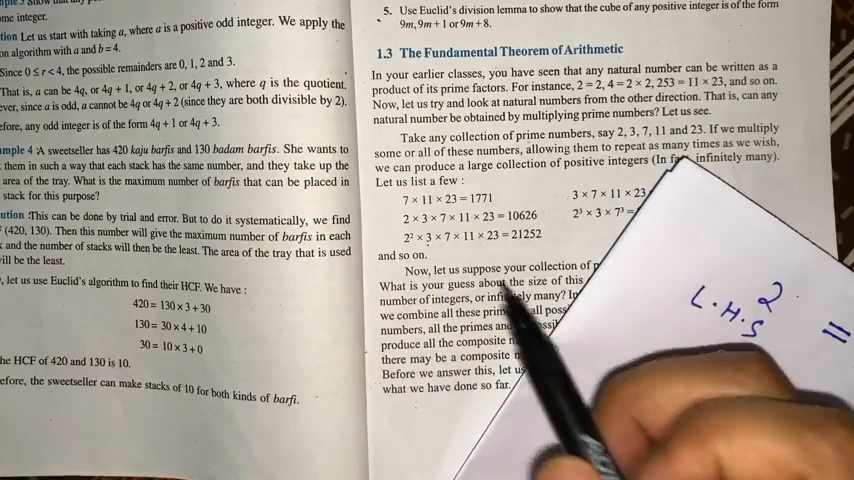 ome integer.
tion Let us start with taking a, where a is a positive odd integer. We apply the
on algorithm with a and b = 4.
Since 0 ≤ r < 4, the possible remainders are 0, 1, 2 and 3.
That is, a can be 4q, or 4q + 1, or 4q + 2, or 4q + 3, where q is the quotient.
ever, since a is odd, a cannot be 4q or 4q + 2 (since they are both divisible by 2).
efore, any odd integer is of the form 4q + 1 or 4q + 3.
mple 4 : A sweetseller has 420 kaju barfis and 130 badam barfis. She wants to
them in such a way that each stack has the same number, and they take up the
area of the tray. What is the maximum number of barfis that can be placed in
stack for this purpose?
ution : This can be done by trial and error. But to do it systematically, we find
(420, 130). Then this number will give the maximum number of barfis in each
and the number of stacks will then be the least. The area of the tray that is used
ill be the least.
, let us use Euclid's algorithm to find their HCF. We have :
420 = 130 × 3 + 30
130 = 30 × 4 + 10
30 = 10 × 3 + 0
he HCF of 420 and 130 is 10.
efore, the sweetseller can make stacks of 10 for both kinds of barfi.
5. Use Euclid's division lemma to show that the cube of any positive integer is of the form
9m, 9m + 1 or 9m + 8.
1.3 The Fundamental Theorem of Arithmetic
In your earlier classes, you have seen that any natural number can be written as a
product of its prime factors. For instance, 2 = 2, 4 = 2 × 2, 253 = 11 × 23, and so on.
Now, let us try and look at natural numbers from the other direction. That is, can any
natural number be obtained by multiplying prime numbers? Let us see.
Take any collection of prime numbers, say 2, 3, 7, 11 and 23. If we multiply
some or all of these numbers, allowing them to repeat as many times as we wish,
we can produce a large collection of positive integers (In fa infinitely many).
Let us list a few :
7 × 11 × 23 = 1771 3 × 7 × 11 × 23
2 × 3 × 7 × 11 × 23 = 10626 2³ × 3 × 7³ =
2² × 3 × 7 × 11 × 23 = 21252
and so on.
Now, let us suppose your collection of p
What is your guess about the size of this
number of integers, or infinitely many? In
we combine all these prim all poss
numbers, all the primes and possi
produce all the composite n
there may be a composite n
Before we answer this, let us
what we have done so far.
2
L.H.S =